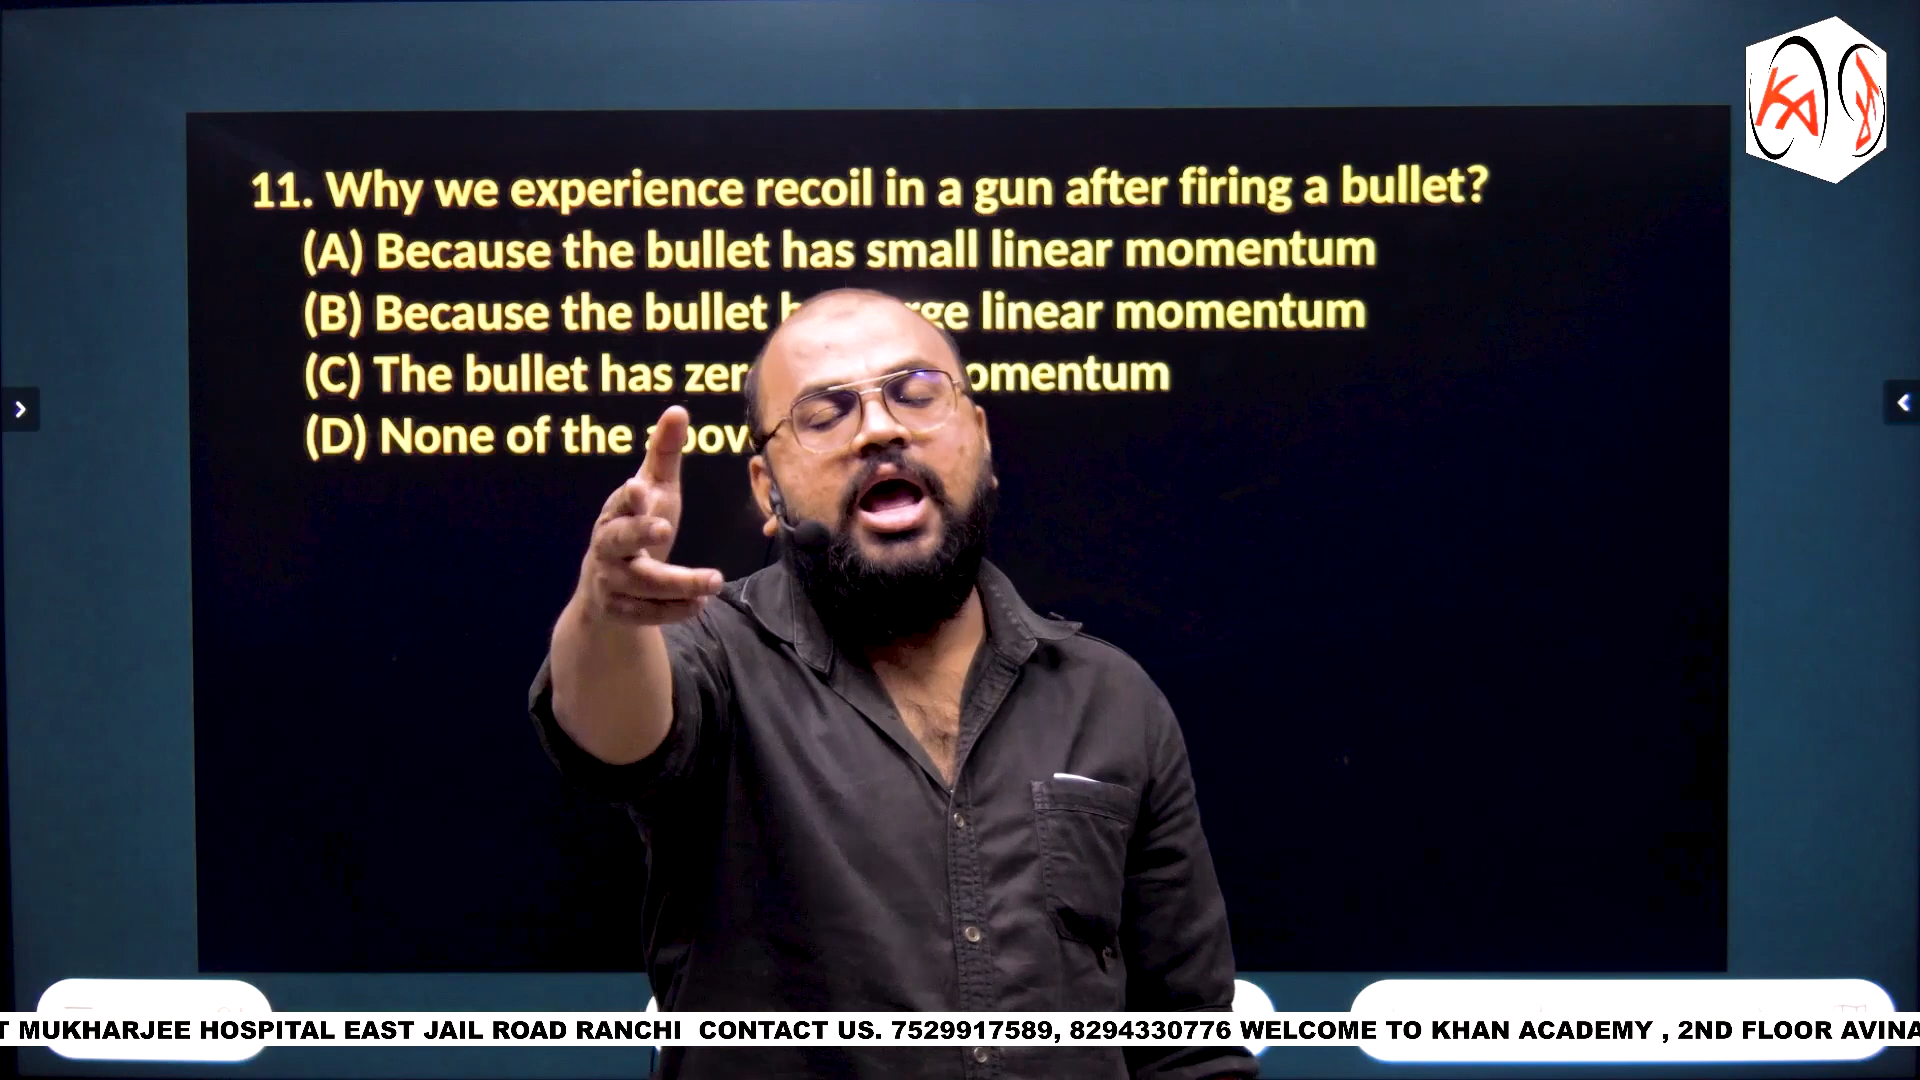 11. Why we experience recoil in a gun after firing a bullet?
(A) Because the bullet has small linear momentum
(B) Because the bullet linear momentum
(C) The bullet has
(D) None of the
KA
T MUKHARJEE HOSPITAL EAST JAIL ROAD RANCHI CONTACT US. 7529917589, 8294330776 WELCOME TO KHAN ACADEMY , 2ND FLOOR AVINA